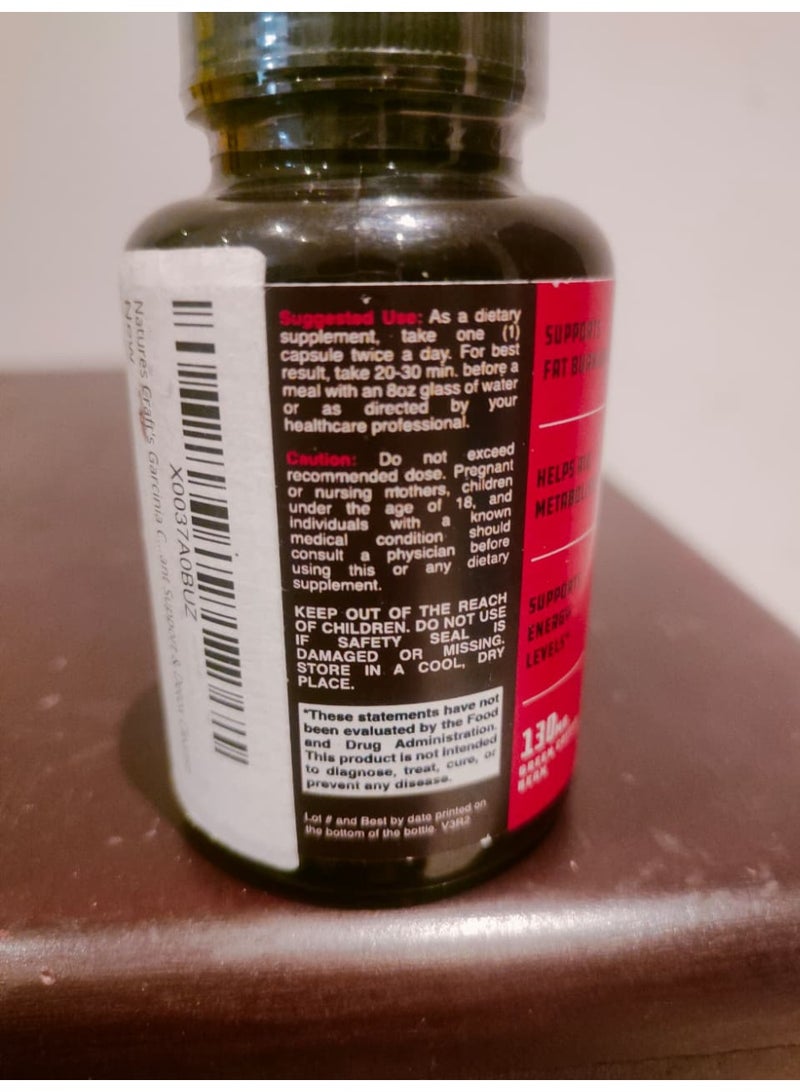 Suggested Use: As a dietary
supplement, take one (1)
capsule twice a day. For best
result, take 20-30 min. before a
meal with an 8oz glass of water
or as directed by your
healthcare professional.
Caution: Do not exceed
recommended dose. Pregnant
or nursing mothers, children
under the age of 18, and
individuals with a known
medical condition should
consult a physician before
using this or any dietary
supplement.
KEEP OUT OF THE REACH
OF CHILDREN. DO NOT USE
IF SAFETY SEAL IS
DAMAGED OR MISSING.
STORE IN A COOL, DRY
PLACE.
*These statements have not
been evaluated by the Food
and Drug Administration.
This product is not intended
to diagnose, treat, cure, or
prevent any disease.
Lot # and Best by date printed on
the bottom of the bottle. V3R2
X0037A0BUZ
Natures Craft's Garcinia C...ant Support &
New
SUPPORTS
FAT
HELPS
SUPPORT
ENERGY
LEVELS*